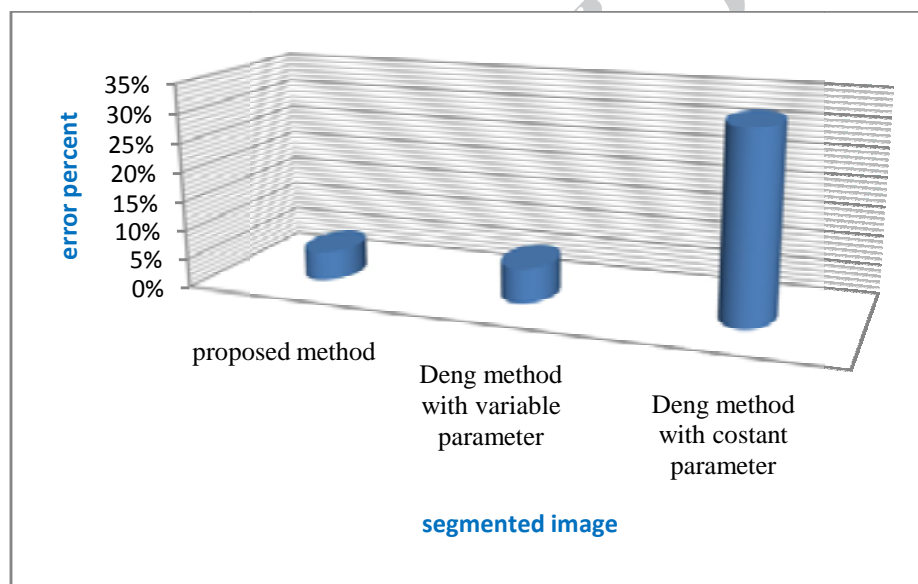 35%
30%
25%
20%
15%
10%
5%
0%
error percent
proposed method
Deng method
with variable
parameter
Deng method
with costant
parameter
segmented image